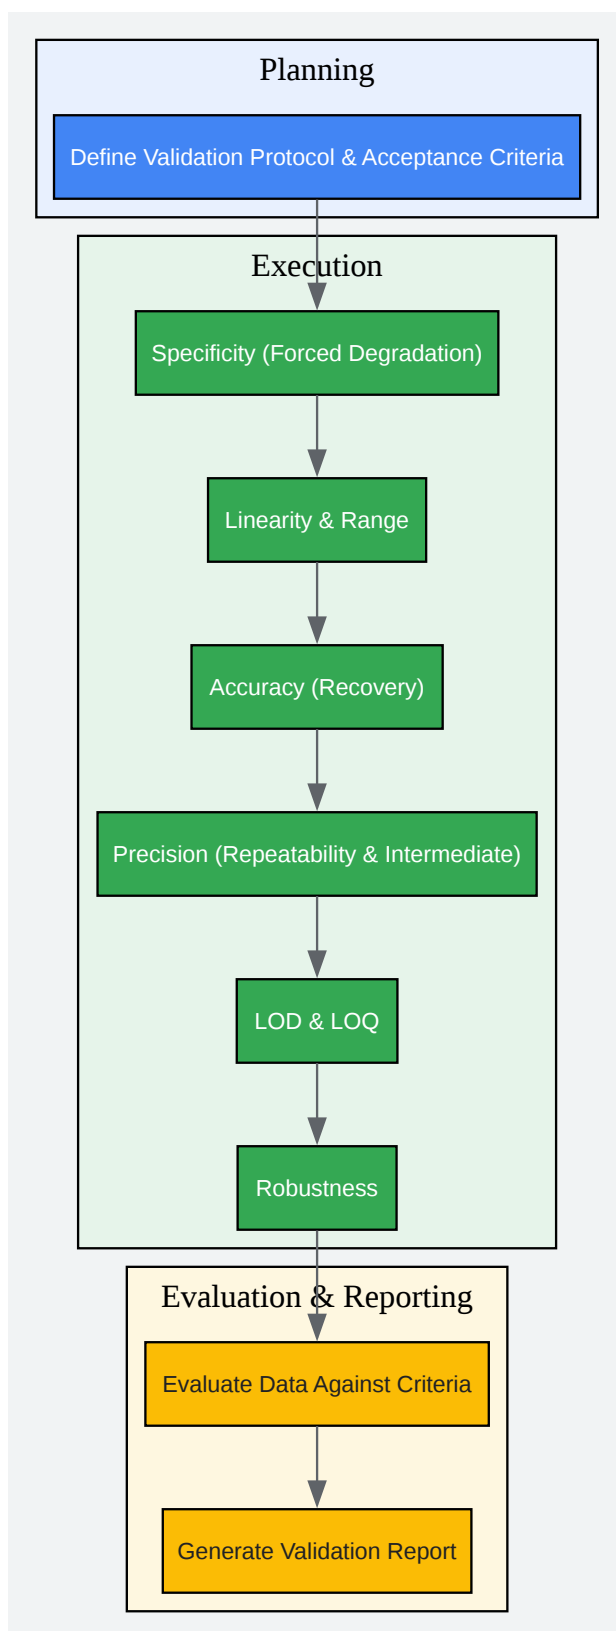 Planning
Define Validation Protocol & Acceptance Criteria
Execution
Specificity (Forced Degradation)
Linearity & Range
Accuracy (Recovery)
Precision (Repeatability & Intermediate)
LOD & LOQ
Robustness
Evaluation & Reporting
Evaluate Data Against Criteria
Generate Validation Report